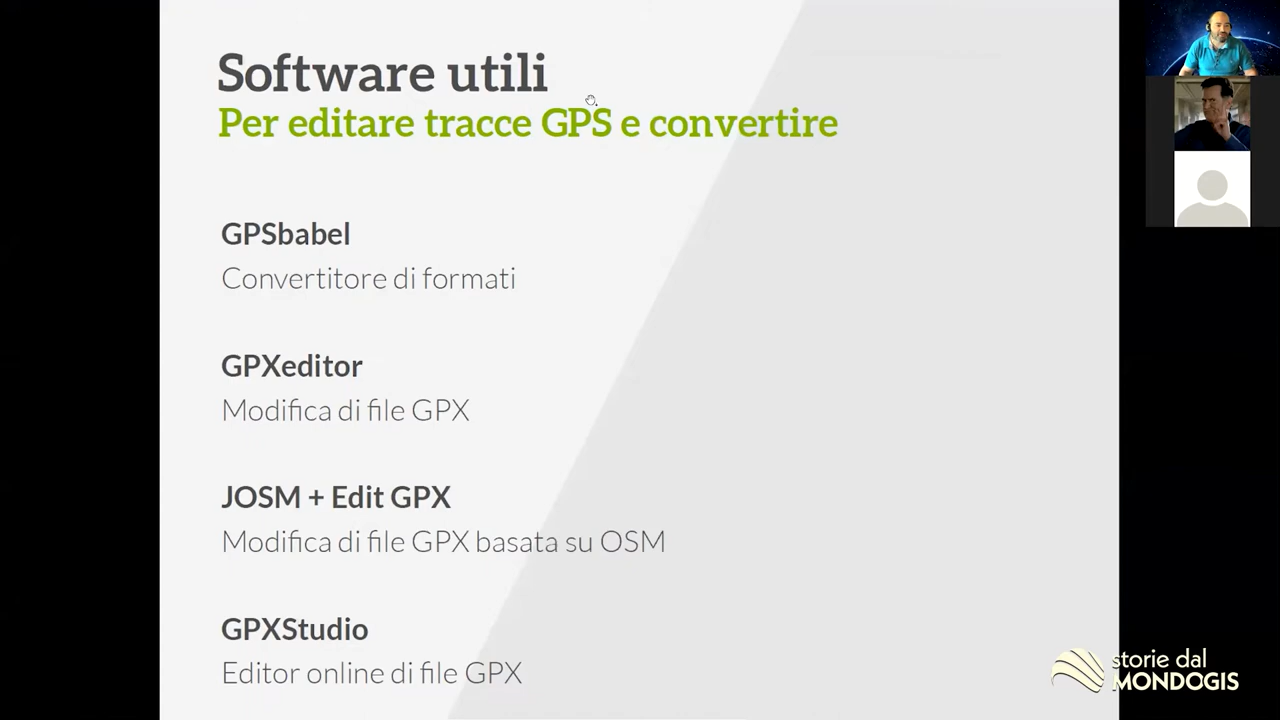 Software utili
Per editare tracce GPS e convertire
GPSbabel
Convertitore di formati
GPXeditor
Modifica di file GPX
JOSM + Edit GPX
Modifica di file GPX basata su OSM
GPXStudio
Editor online di file GPX
storie dal
MONDOGIS